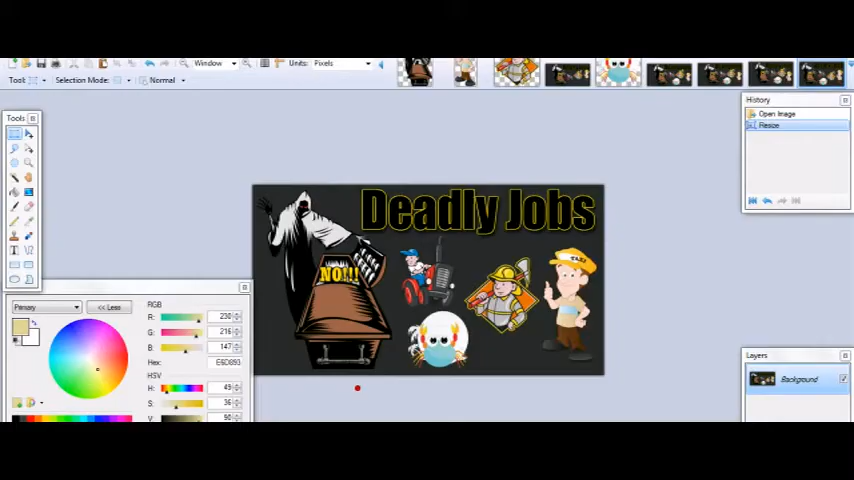 Window
Units: Pixels
Tool:
Selection Mode:
Normal
Tools
History
Open Image
Resize
Deadly Jobs
NO!!!
TAXI
Primary
<< Less
RGB
R: 230
G: 216
B: 147
Hex: E6D893
HSV
H: 49
S: 36
V: 90
Layers
Background